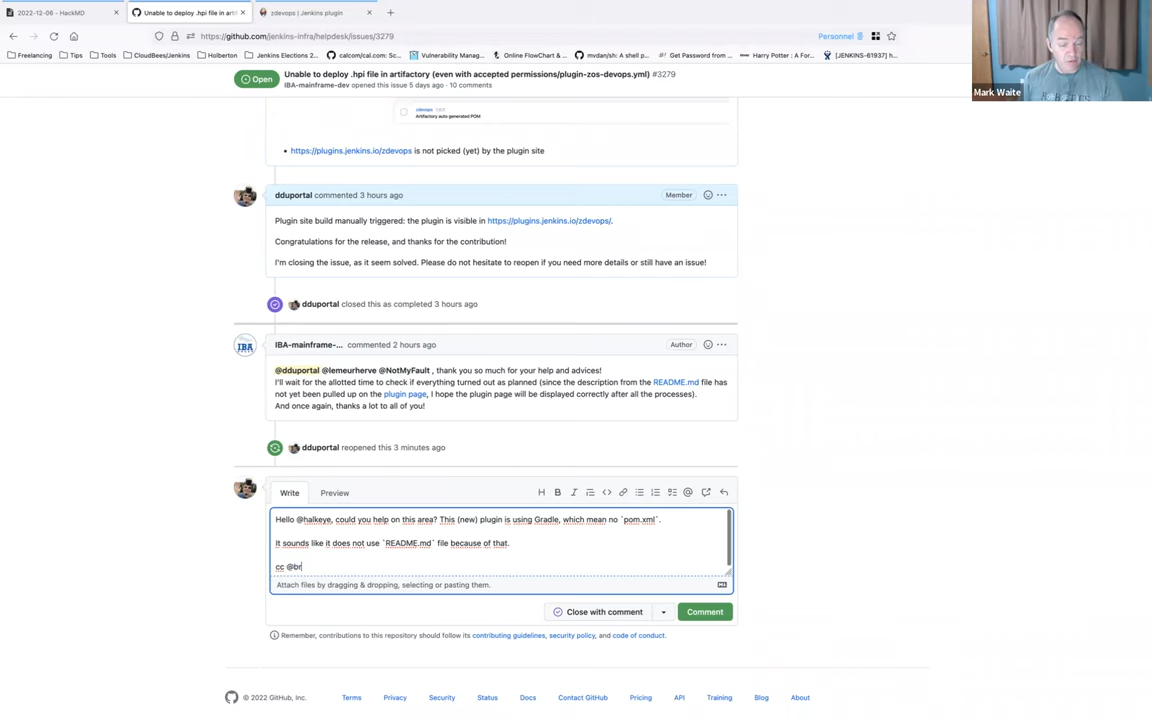 2022-12-06 - HackMD
Unable to deploy .hpi file in artif
zdevops | Jenkins plugin
https://github.com/jenkins-infra/helpdesk/issues/3279
Personnel
Freelancing
Tips
Tools
CloudBees/Jenkins
Holberton
Jenkins Elections 2...
calcom/cal.com: Sc...
Vulnerability Manag...
Online FlowChart & ...
mvdan/sh: A shell p...
Get Password from ...
Harry Potter : A For...
[JENKINS-61937] h...
Mark Waite
Open
Unable to deploy .hpi file in artifactory (even with accepted permissions/plugin-zos-devops.yml) #3279
IBA-mainframe-dev opened this issue 5 days ago · 10 comments
zdevops
Artifactory auto generated POM
• https://plugins.jenkins.io/zdevops is not picked (yet) by the plugin site
dduportal commented 3 hours ago
Member
Plugin site build manually triggered: the plugin is visible in https://plugins.jenkins.io/zdevops/.
Congratulations for the release, and thanks for the contribution!
I'm closing the issue, as it seem solved. Please do not hesitate to reopen if you need more details or still have an issue!
dduportal closed this as completed 3 hours ago
IBA
IBA-mainframe-... commented 2 hours ago
Author
@dduportal @lemeurherve @NotMyFault , thank you so much for your help and advices!
I'll wait for the allotted time to check if everything turned out as planned (since the description from the README.md file has
not yet been pulled up on the plugin page, I hope the plugin page will be displayed correctly after all the processes).
And once again, thanks a lot to all of you!
dduportal reopened this 3 minutes ago
Write
Preview
Hello @halkeye, could you help on this area? This (new) plugin is using Gradle, which mean no `pom.xml`.
It sounds like it does not use `README.md` file because of that.
cc @br
Attach files by dragging & dropping, selecting or pasting them.
Close with comment
Comment
Remember, contributions to this repository should follow its contributing guidelines, security policy, and code of conduct.
© 2022 GitHub, Inc.
Terms
Privacy
Security
Status
Docs
Contact GitHub
Pricing
API
Training
Blog
About